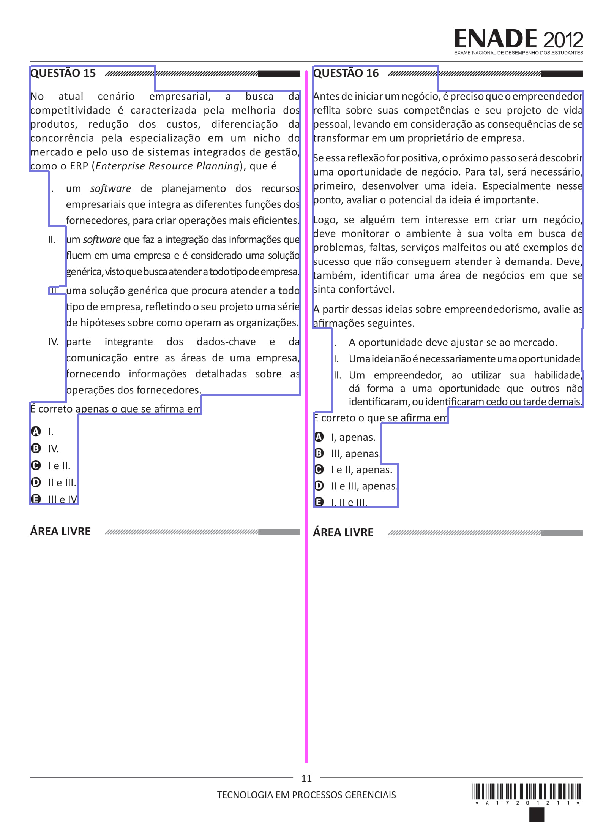 ENADE 2012
EXAME NACIONAL DE DESEMPENHO DOS ESTUDANTES
QUESTÃO 15
No atual cenário empresarial, a busca da
competitividade é caracterizada pela melhoria dos
produtos, redução dos custos, diferenciação da
concorrência pela especialização em um nicho do
mercado e pelo uso de sistemas integrados de gestão,
como o ERP (Enterprise Resource Planning), que é
I. um software de planejamento dos recursos
empresariais que integra as diferentes funções dos
fornecedores, para criar operações mais eficientes.
II. um software que faz a integração das informações que
fluem em uma empresa e é considerado uma solução
genérica, visto que busca atender a todo tipo de empresa.
III. uma solução genérica que procura atender a todo
tipo de empresa, refletindo o seu projeto uma série
de hipóteses sobre como operam as organizações.
IV. parte integrante dos dados-chave e da
comunicação entre as áreas de uma empresa,
fornecendo informações detalhadas sobre as
operações dos fornecedores.
É correto apenas o que se afirma em
A I.
B IV.
C I e II.
D II e III.
E III e IV.
ÁREA LIVRE
QUESTÃO 16
Antes de iniciar um negócio, é preciso que o empreendedor
reflita sobre suas competências e seu projeto de vida
pessoal, levando em consideração as consequências de se
transformar em um proprietário de empresa.
Se essa reflexão for positiva, o próximo passo será descobrir
uma oportunidade de negócio. Para tal, será necessário,
primeiro, desenvolver uma ideia. Especialmente nesse
ponto, avaliar o potencial da ideia é importante.
Logo, se alguém tem interesse em criar um negócio,
deve monitorar o ambiente à sua volta em busca de
problemas, faltas, serviços malfeitos ou até exemplos de
sucesso que não conseguem atender à demanda. Deve,
também, identificar uma área de negócios em que se
sinta confortável.
A partir dessas ideias sobre empreendedorismo, avalie as
afirmações seguintes.
I. A oportunidade deve ajustar-se ao mercado.
II. Uma ideia não é necessariamente uma oportunidade.
III. Um empreendedor, ao utilizar sua habilidade,
dá forma a uma oportunidade que outros não
identificaram, ou identificaram cedo ou tarde demais.
É correto o que se afirma em
A I, apenas.
B III, apenas.
C I e II, apenas.
D II e III, apenas.
E I, II e III.
ÁREA LIVRE
11
TECNOLOGIA EM PROCESSOS GERENCIAIS
* A 1 7 2 0 1 2 1 1 *